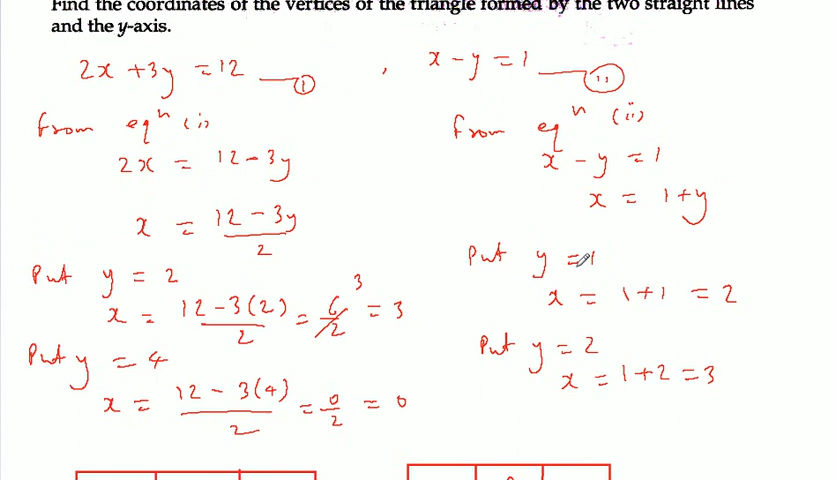 Find the coordinates of the vertices of the triangle formed by the two straight lines
and the y-axis.
2x + 3y = 12 — (i) , x - y = 1 — (ii)
From eqⁿ (i)
2x = 12 - 3y
x = 12 - 3y / 2
Put y = 2
x = 12 - 3(2) / 2 = 6/2 3 = 3
Put y = 4
x = 12 - 3(4) / 2 = 0/2 = 0
From eqⁿ (ii)
x - y = 1
x = 1 + y
Put y = 1
x = 1 + 1 = 2
Put y = 2
x = 1 + 2 = 3